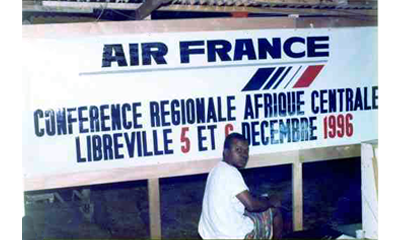 AIR FRANCE
CONFERENCE REGIONALE AFRIQUE CENTRALE
LIBREVILLE 5 ET 6 DECEMBRE 1996